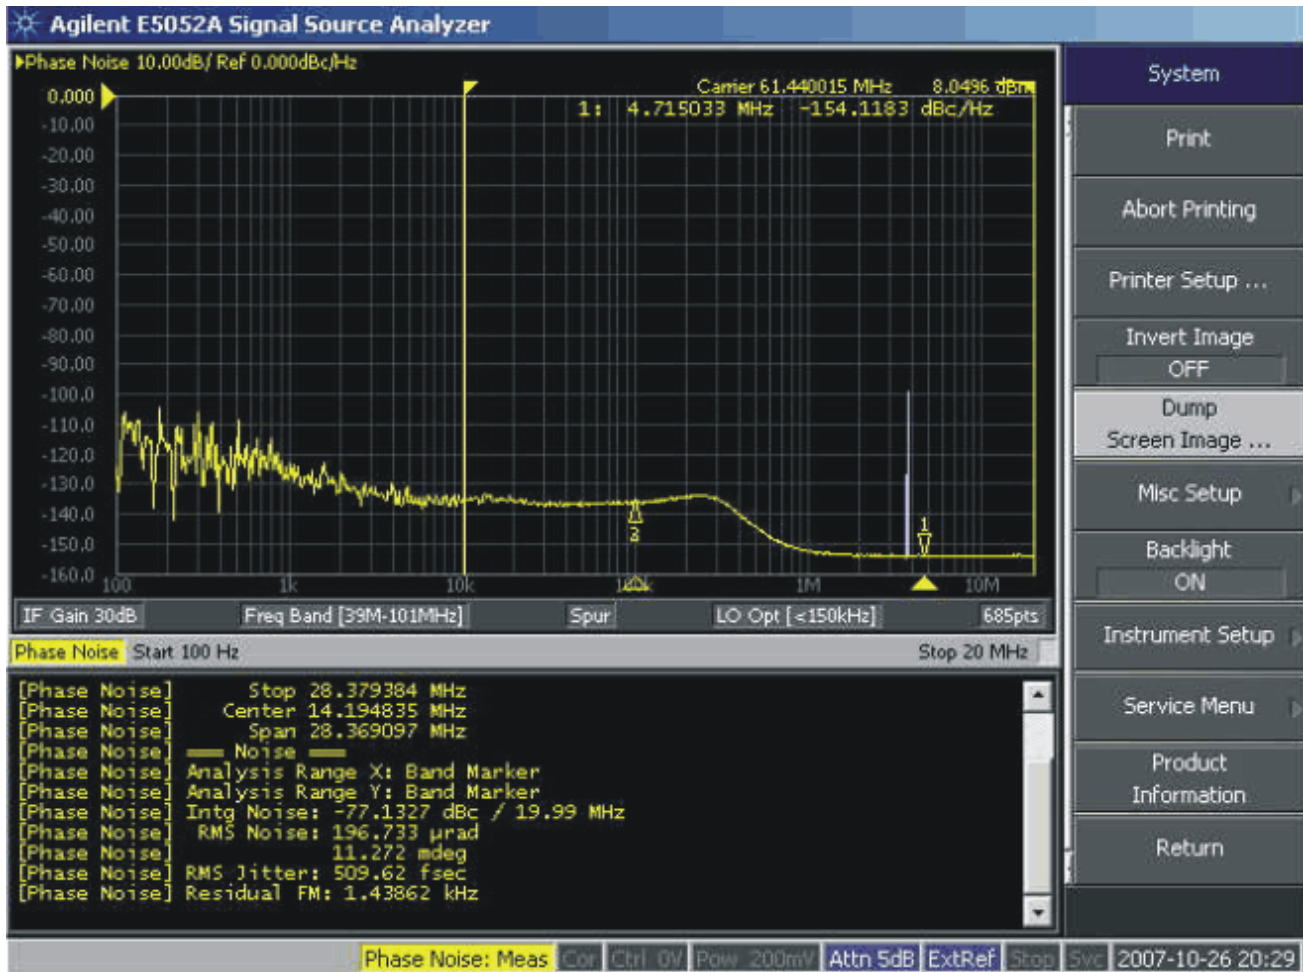 Agilent E5052A Signal Source Analyzer
Phase Noise 10.00dB/ Ref 0.000dBc/Hz
Carrier 61.440015 MHz 8.0496 dBm
1: 4.715033 MHz -154.1183 dBc/Hz
0.000
-10.00
-20.00
-30.00
-40.00
-50.00
-60.00
-70.00
-80.00
-90.00
-100.0
-110.0
-120.0
-130.0
-140.0
-150.0
-160.0
1
100 1k 10k 1M 10M
IF Gain 30dB Freq Band [39M-101MHz] Spur LO Opt [<150kHz] 685pts
Phase Noise Start 100 Hz Stop 20 MHz
[Phase Noise] Stop 28.379384 MHz
[Phase Noise] Center 14.194835 MHz
[Phase Noise] Span 28.369097 MHz
[Phase Noise] === Noise ===
[Phase Noise] Analysis Range X: Band Marker
[Phase Noise] Analysis Range Y: Band Marker
[Phase Noise] Intg Noise: -77.1327 dBc / 19.99 MHz
[Phase Noise] RMS Noise: 196.733 µrad
[Phase Noise] 11.272 mdeg
[Phase Noise] RMS Jitter: 509.62 fsec
[Phase Noise] Residual FM: 1.43862 kHz
System
Print
Abort Printing
Printer Setup ...
Invert Image
OFF
Dump
Screen Image ...
Misc Setup
Backlight
ON
Instrument Setup
Service Menu
Product
Information
Return
Phase Noise: Meas Cor Ctrl 0V Pow 200mV Attn 5dB ExtRef Stop Svc 2007-10-26 20:29